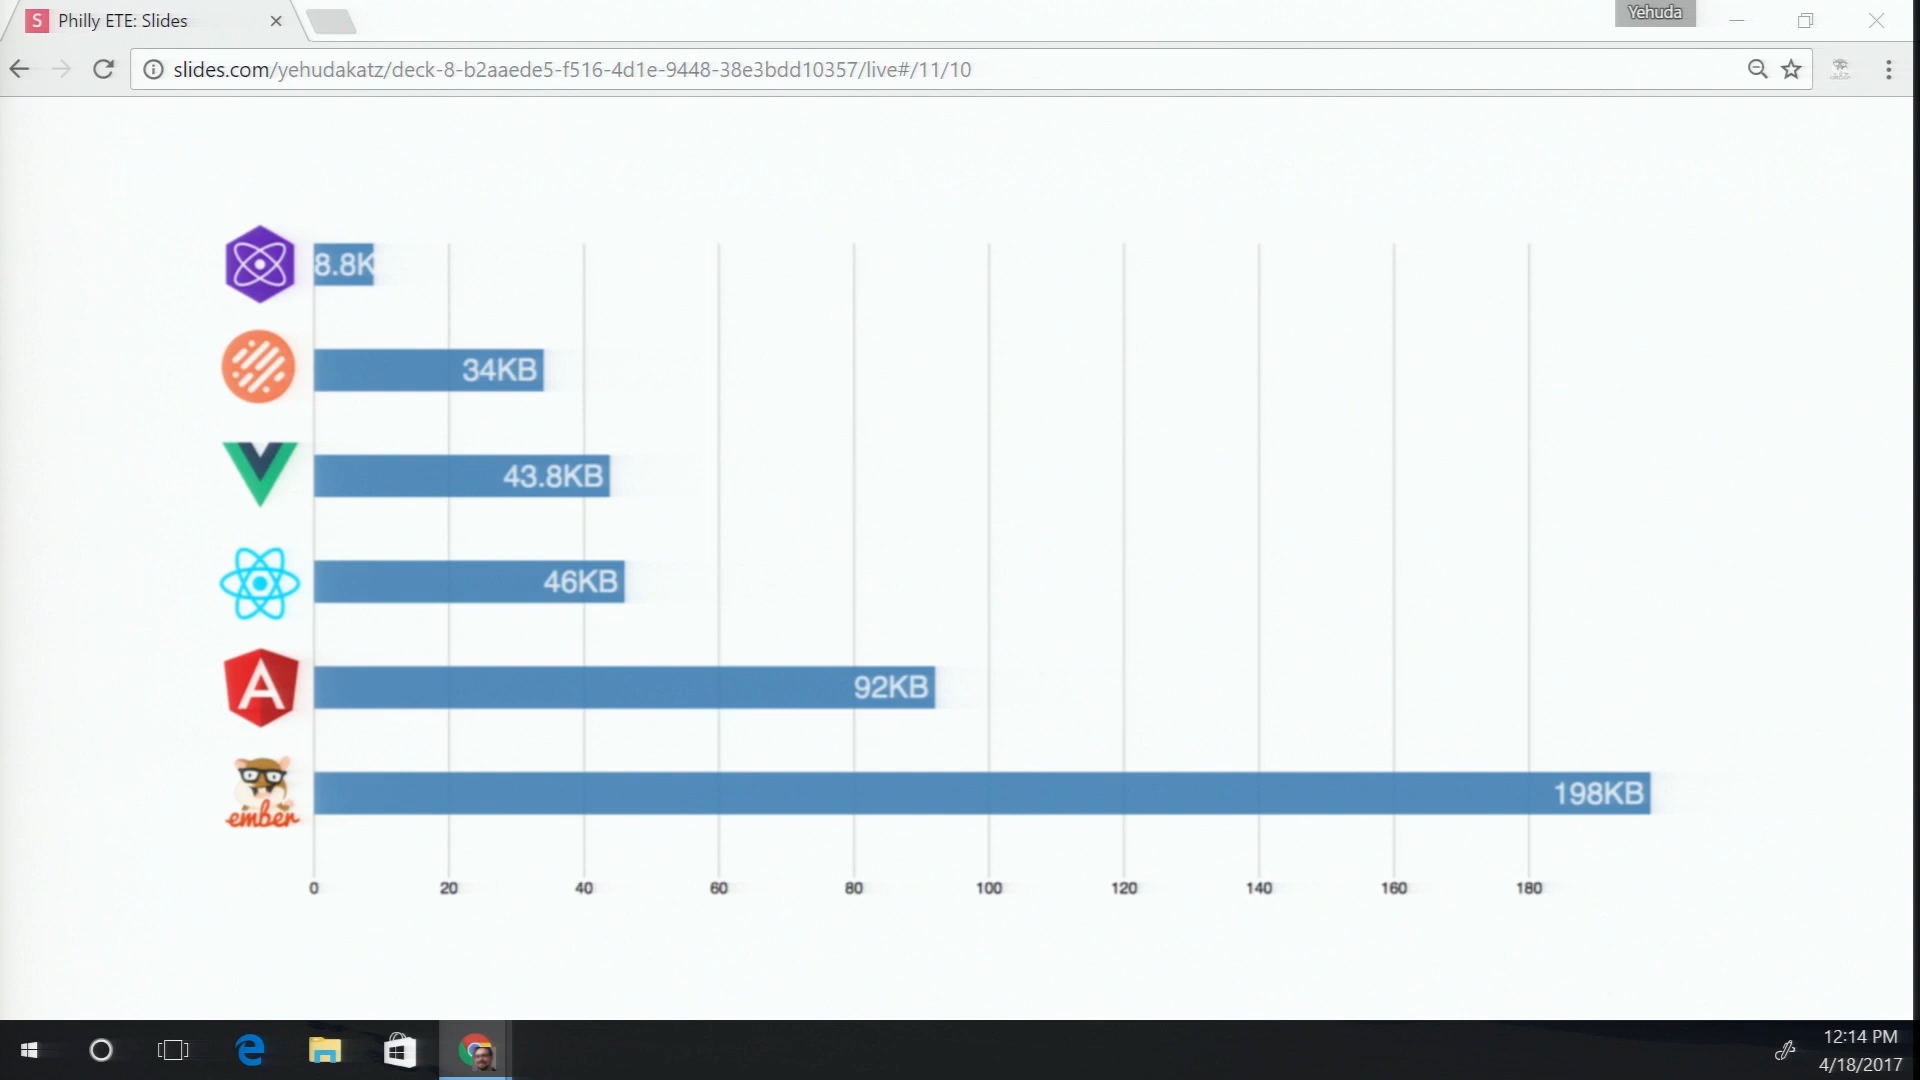 S Philly ETE: Slides
Yehuda
slides.com/yehudakatz/deck-8-b2aaede5-f516-4d1e-9448-38e3bdd10357/live#/11/10
8.8K
34KB
43.8KB
46KB
A
92KB
ember
198KB
0 20 40 60 80 100 120 140 160 180
12:14 PM
4/18/2017